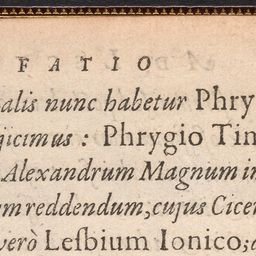 FATIO
alis nunc habetur Phry
jicimus: Phrygio Tim
Alexandrum Magnum in
em reddendum, cujus Cicer
verò Lesbium Ionico;